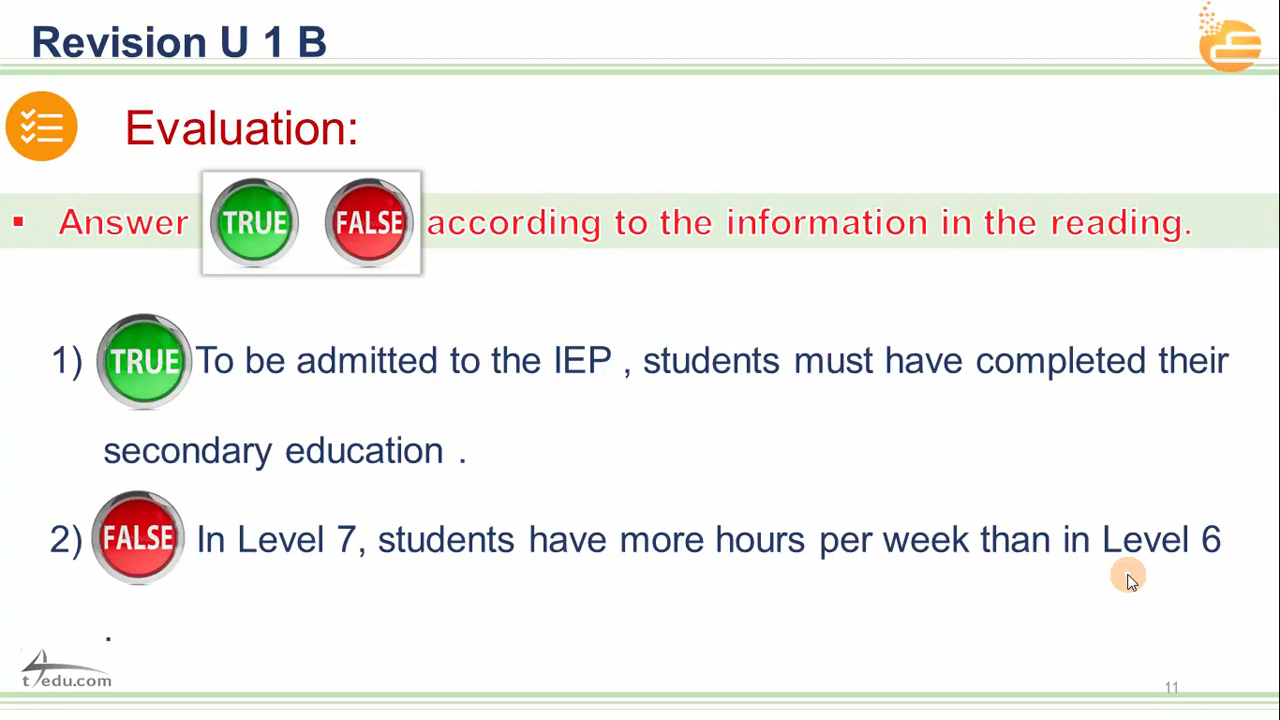 Revision U 1 B
Evaluation:
▪ Answer TRUE FALSE according to the information in the reading.
1) TRUE To be admitted to the IEP , students must have completed their
secondary education .
2) FALSE In Level 7, students have more hours per week than in Level 6
.
t4edu.com
11